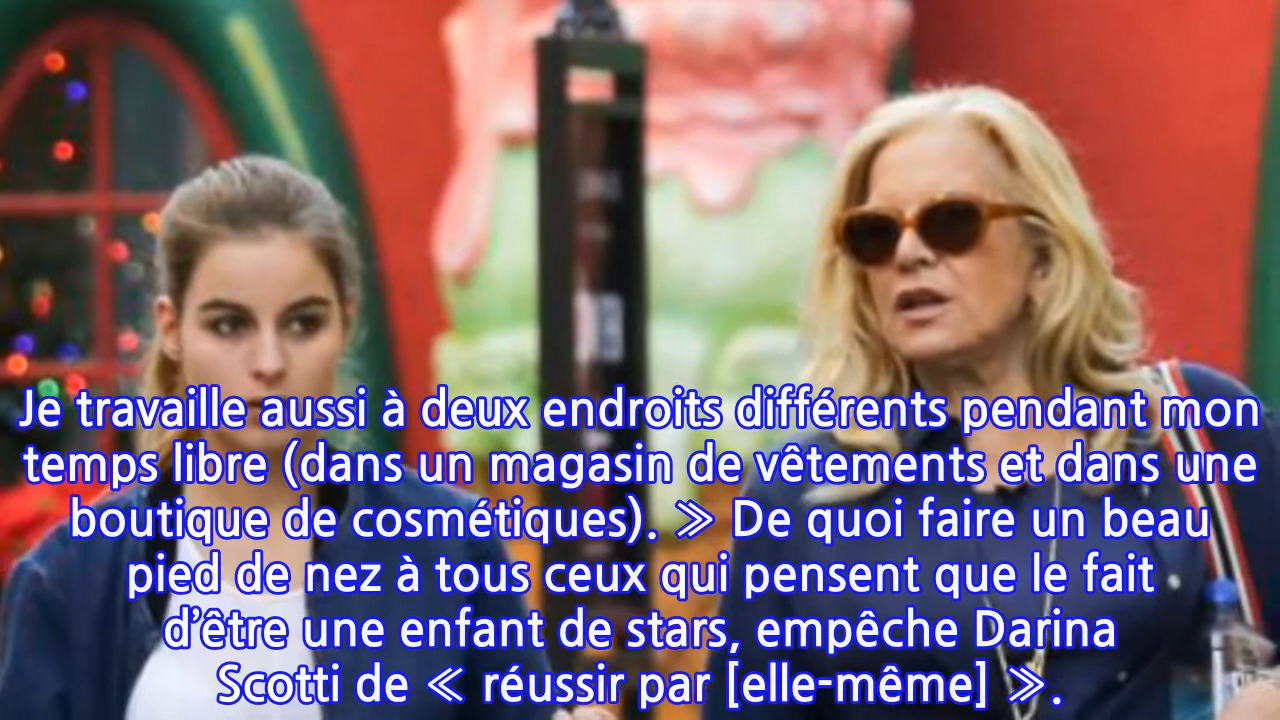 Je travaille aussi à deux endroits différents pendant mon
temps libre (dans un magasin de vêtements et dans une
boutique de cosmétiques). ≫ De quoi faire un beau
pied de nez à tous ceux qui pensent que le fait
d’être une enfant de stars, empêche Darina
Scotti de ≪ réussir par [elle-même] ≫.